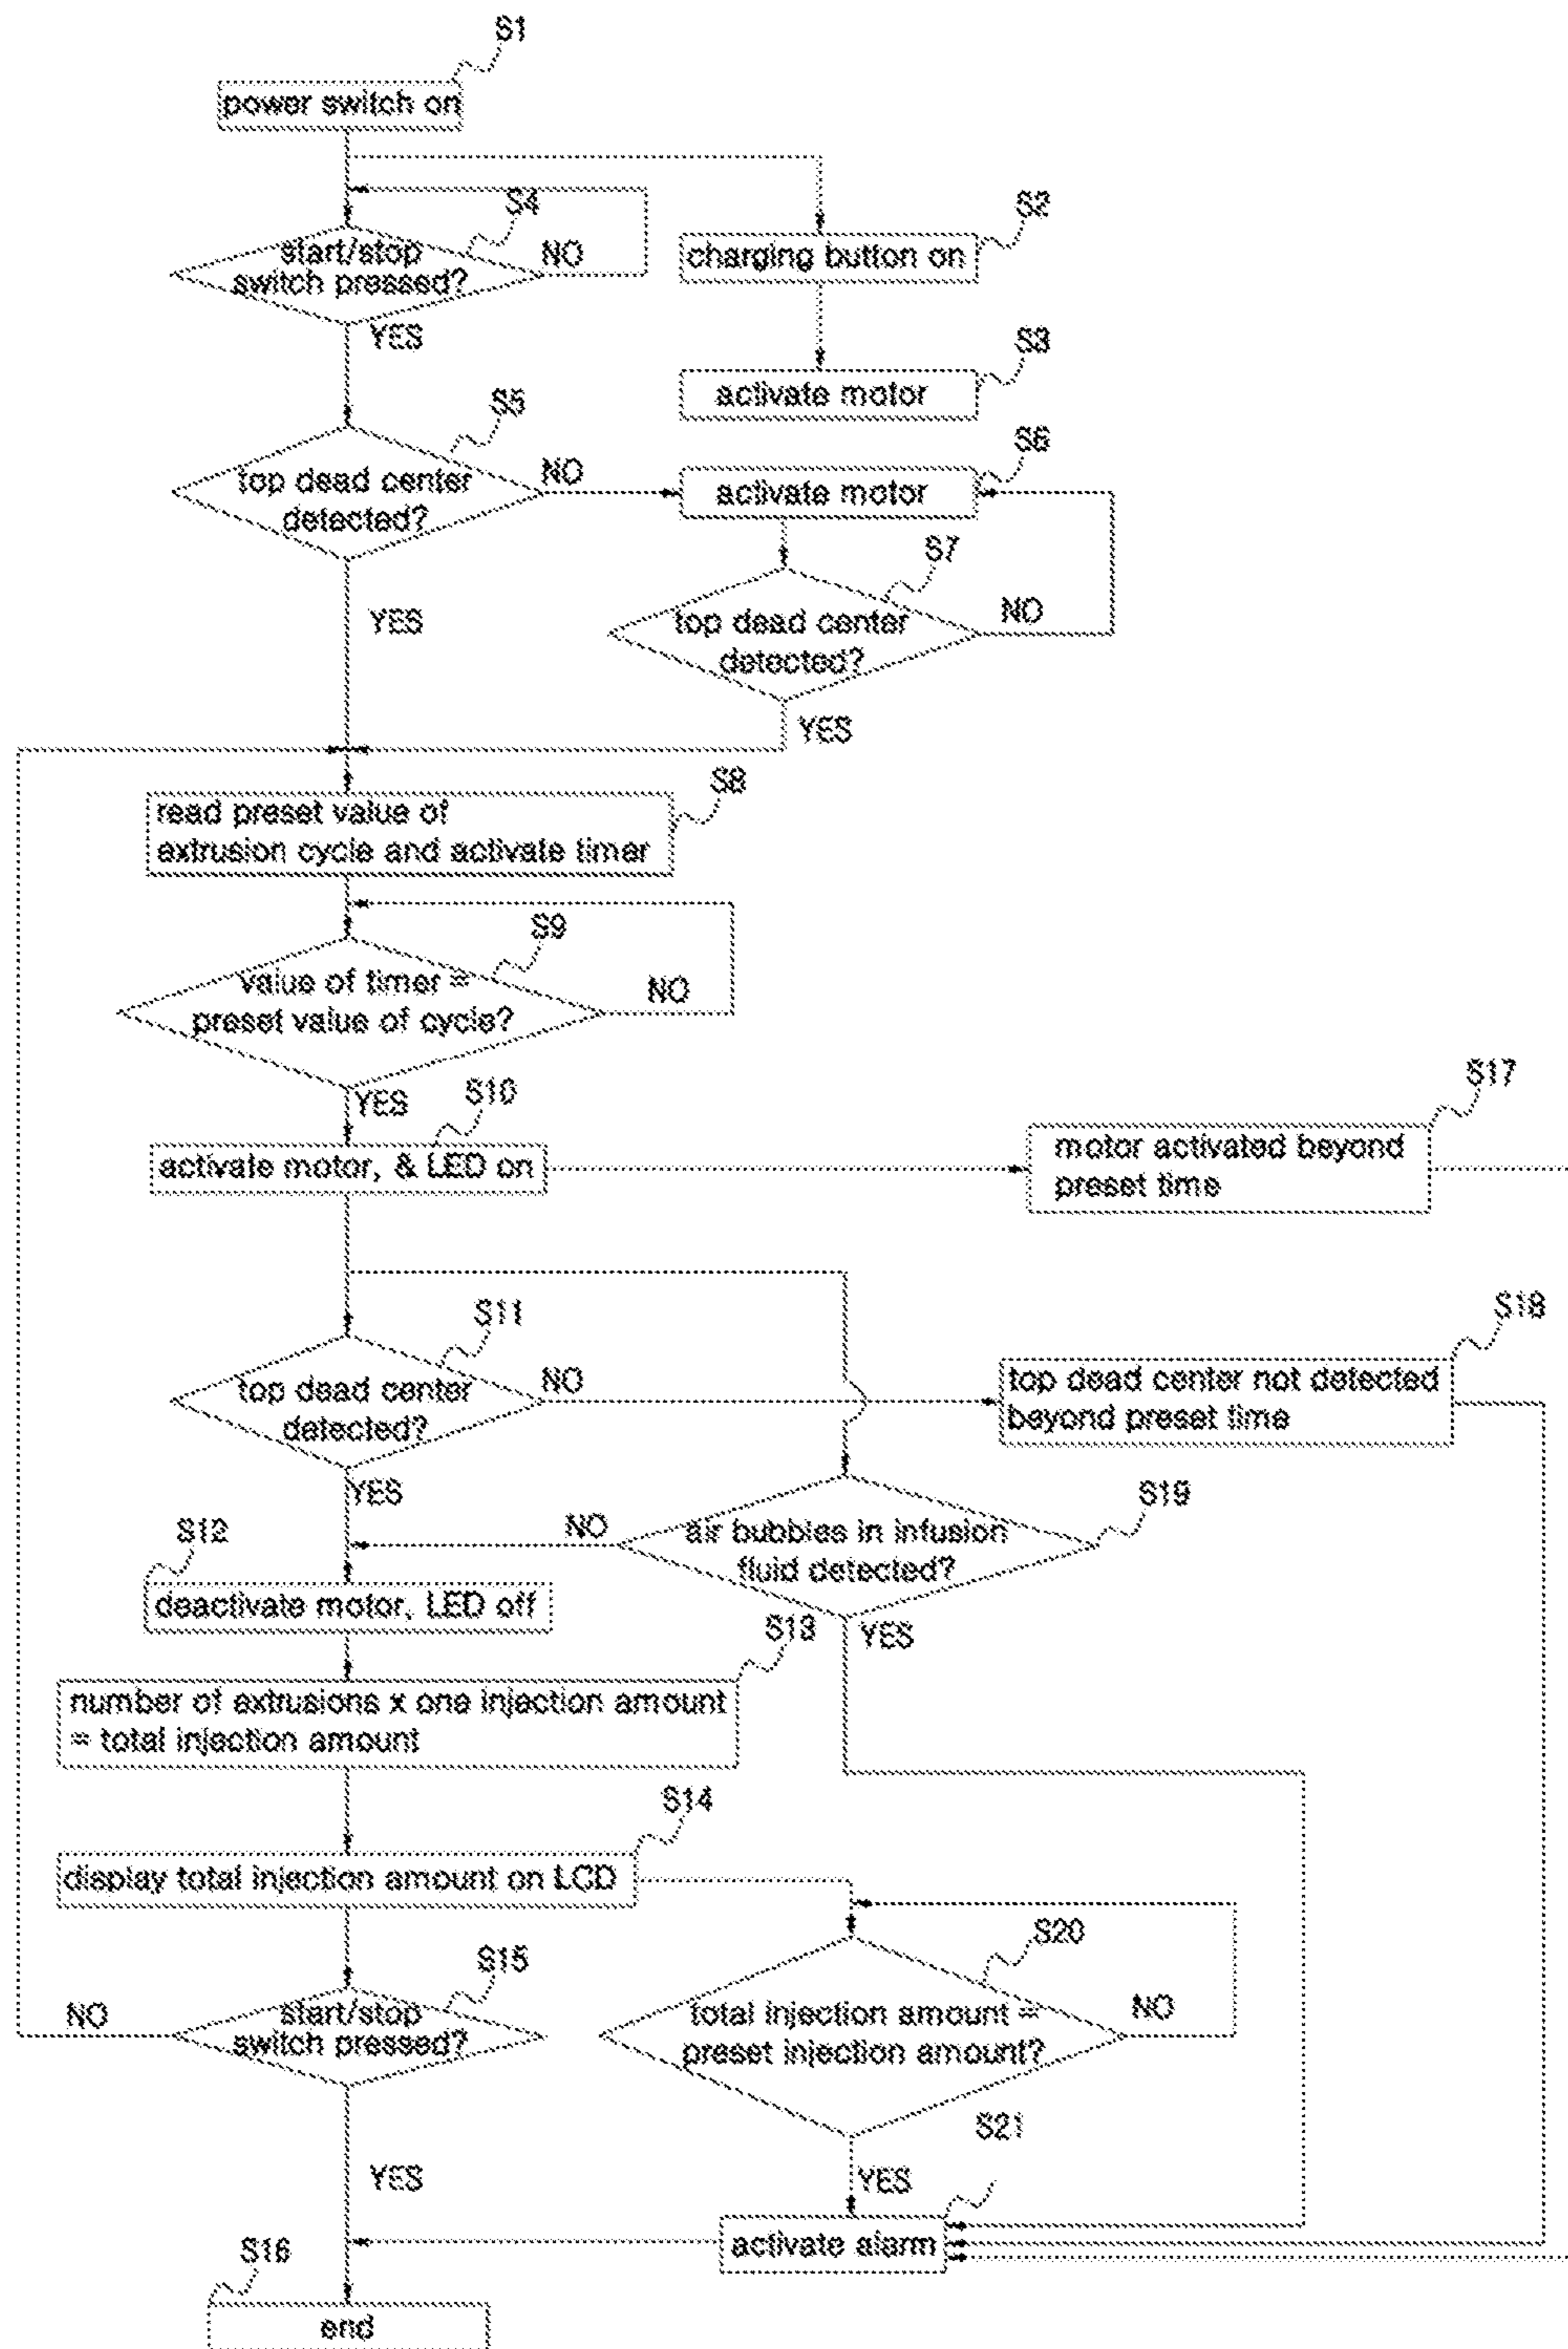 S1
power switch on
S4
start/stop
switch pressed?
NO
YES
S2
charging button on
S3
activate motor
S5
top dead center
detected?
NO
YES
S6
activate motor
S7
top dead center
detected?
NO
YES
S8
read preset value of
extrusion cycle and activate timer
S9
value of timer =
preset value of cycle?
NO
YES
S10
activate motor, & LED on
S17
motor activated beyond
preset time
S11
top dead center
detected?
NO
YES
S18
top dead center not detected
beyond preset time
S19
air bubbles in infusion
fluid detected?
NO
YES
S12
deactivate motor, LED off
S13
number of extrusions x one injection amount
= total injection amount
S14
display total injection amount on LCD
S15
start/stop
switch pressed?
NO
YES
S20
total injection amount =
preset injection amount?
NO
YES
S21
activate alarm
S16
end